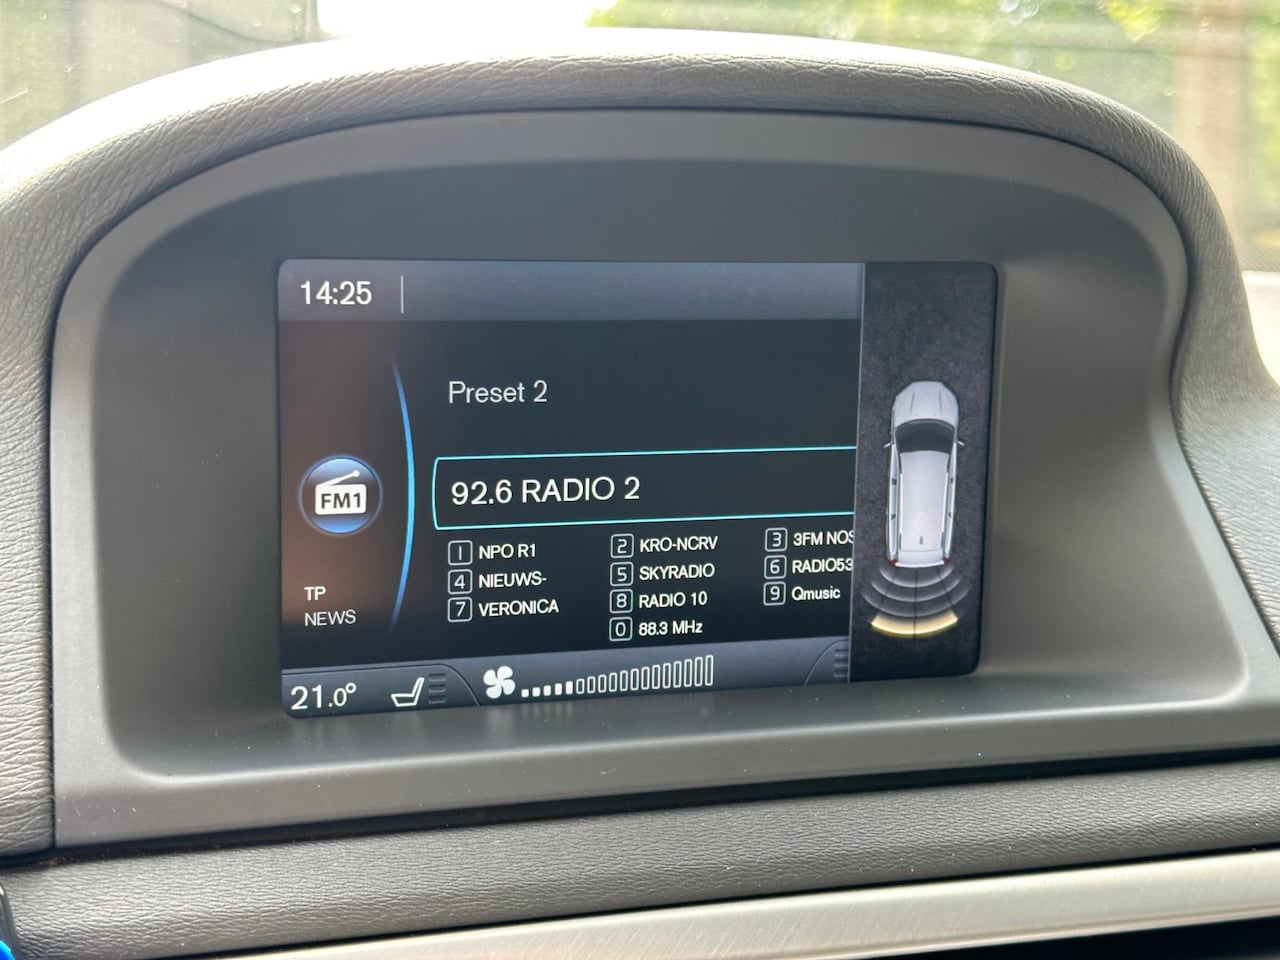 14:25
Preset 2
92.6 RADIO 2
FM1
1 NPO R1 2 KRO-NCRV 3 3FM NOS
4 NIEUWS- 5 SKYRADIO 6 RADIO53
7 VERONICA 8 RADIO 10 9 Qmusic
0 88.3 MHz
TP
NEWS
21.0°